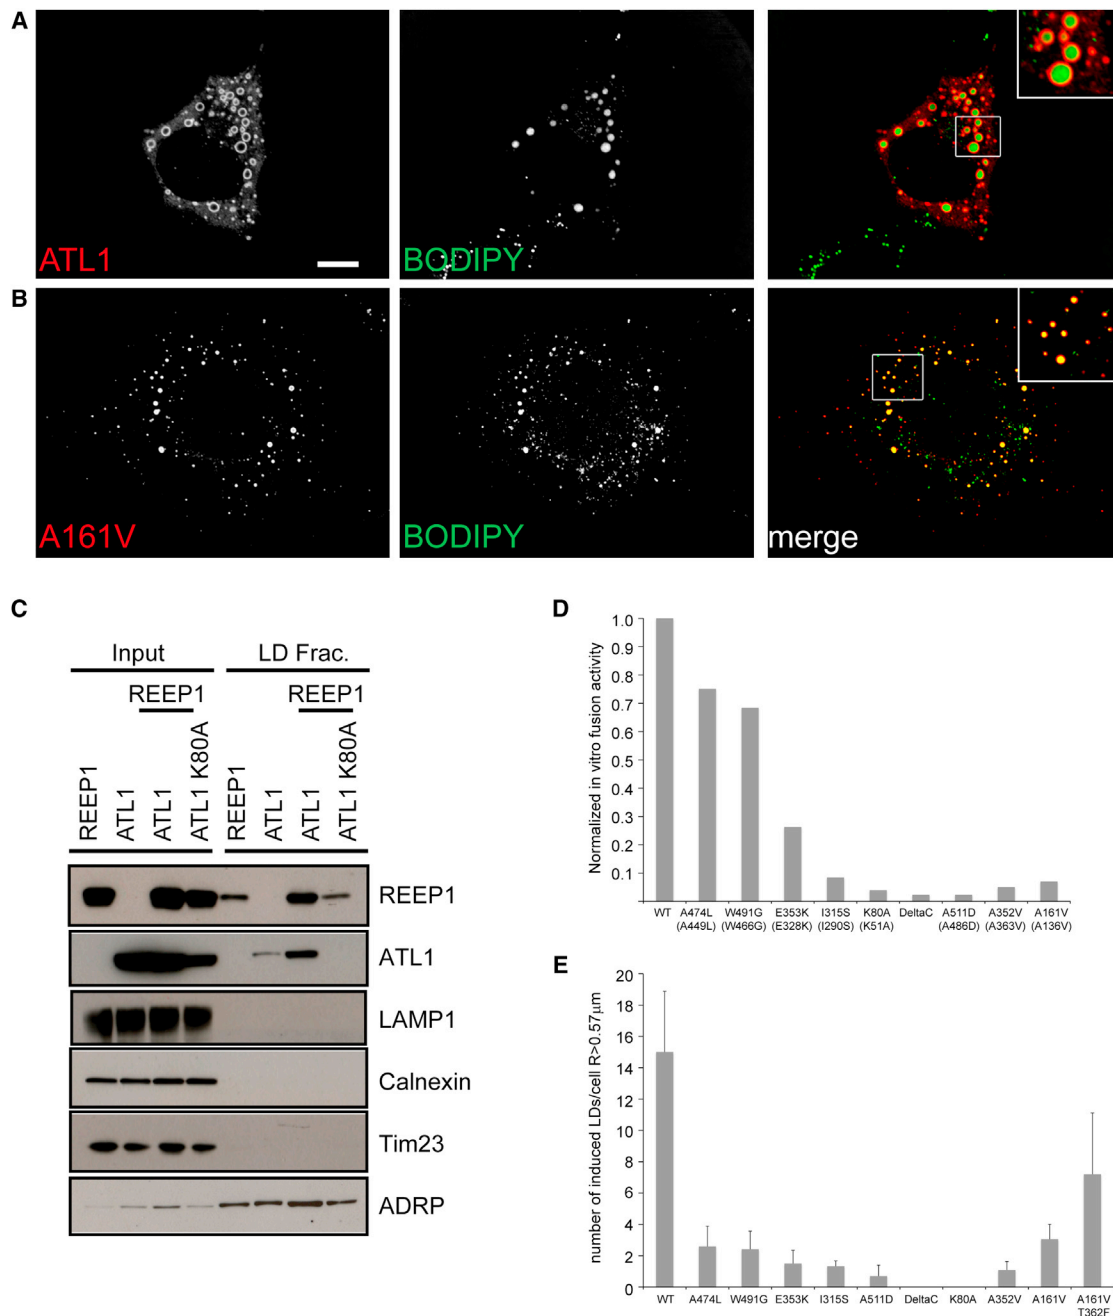 A
ATL1
BODIPY
B
A161V
BODIPY
merge
C
Input
LD Frac.
REEP1
REEP1
REEP1
ATL1
ATL1
ATL1 K80A
REEP1
ATL1
ATL1
ATL1 K80A
REEP1
ATL1
LAMP1
Calnexin
Tim23
ADRP
D
Normalized in vitro fusion activity
1.0
0.9
0.8
0.7
0.6
0.5
0.4
0.3
0.2
0.1
WT A474L W491G E353K I315S K80A DeltaC A511D A352V A161V
(A449L) (W466G) (E328K) (I290S) (K51A) (A486D) (A363V) (A136V)
E
number of induced LDs/cell R>0.57µm
20
18
16
14
12
10
8
6
4
2
0
WT A474L W491G E353K I315S A511D DeltaC K80A A352V A161V A161V
T362E